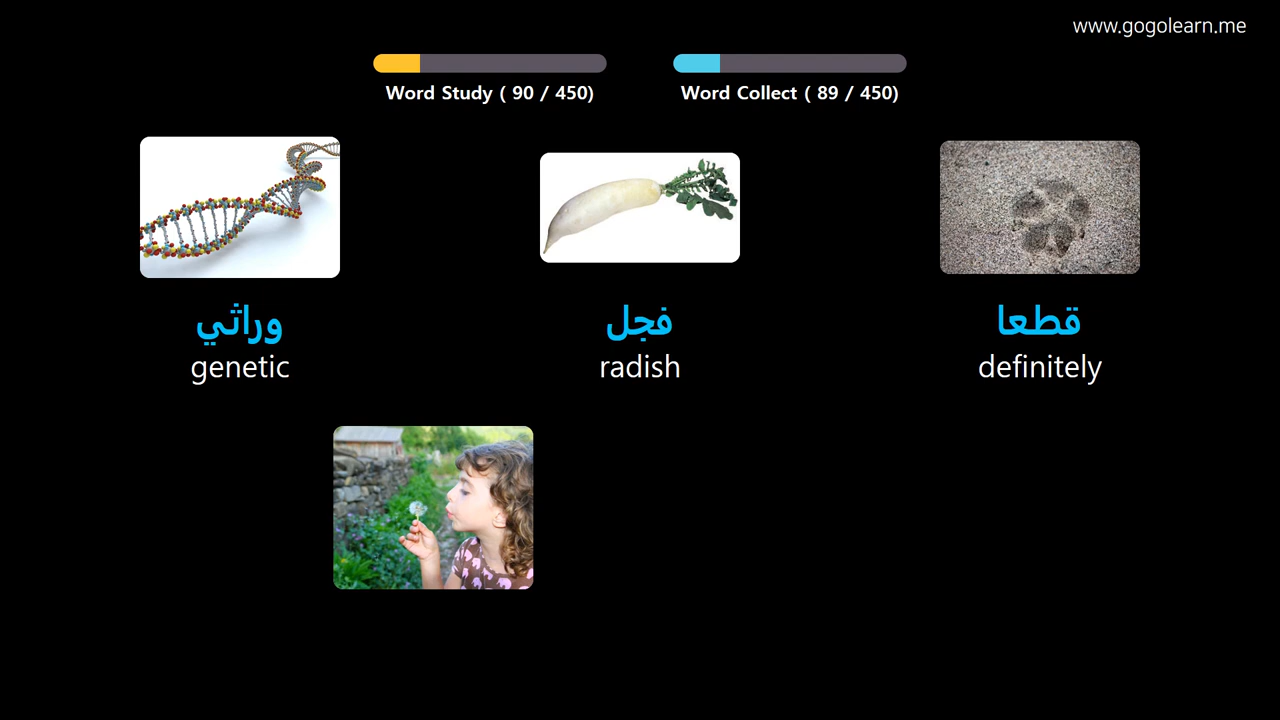 www.gogolearn.me
Word Study ( 90 / 450)
Word Collect ( 89 / 450)
وراثي
genetic
فجل
radish
قطعا
definitely